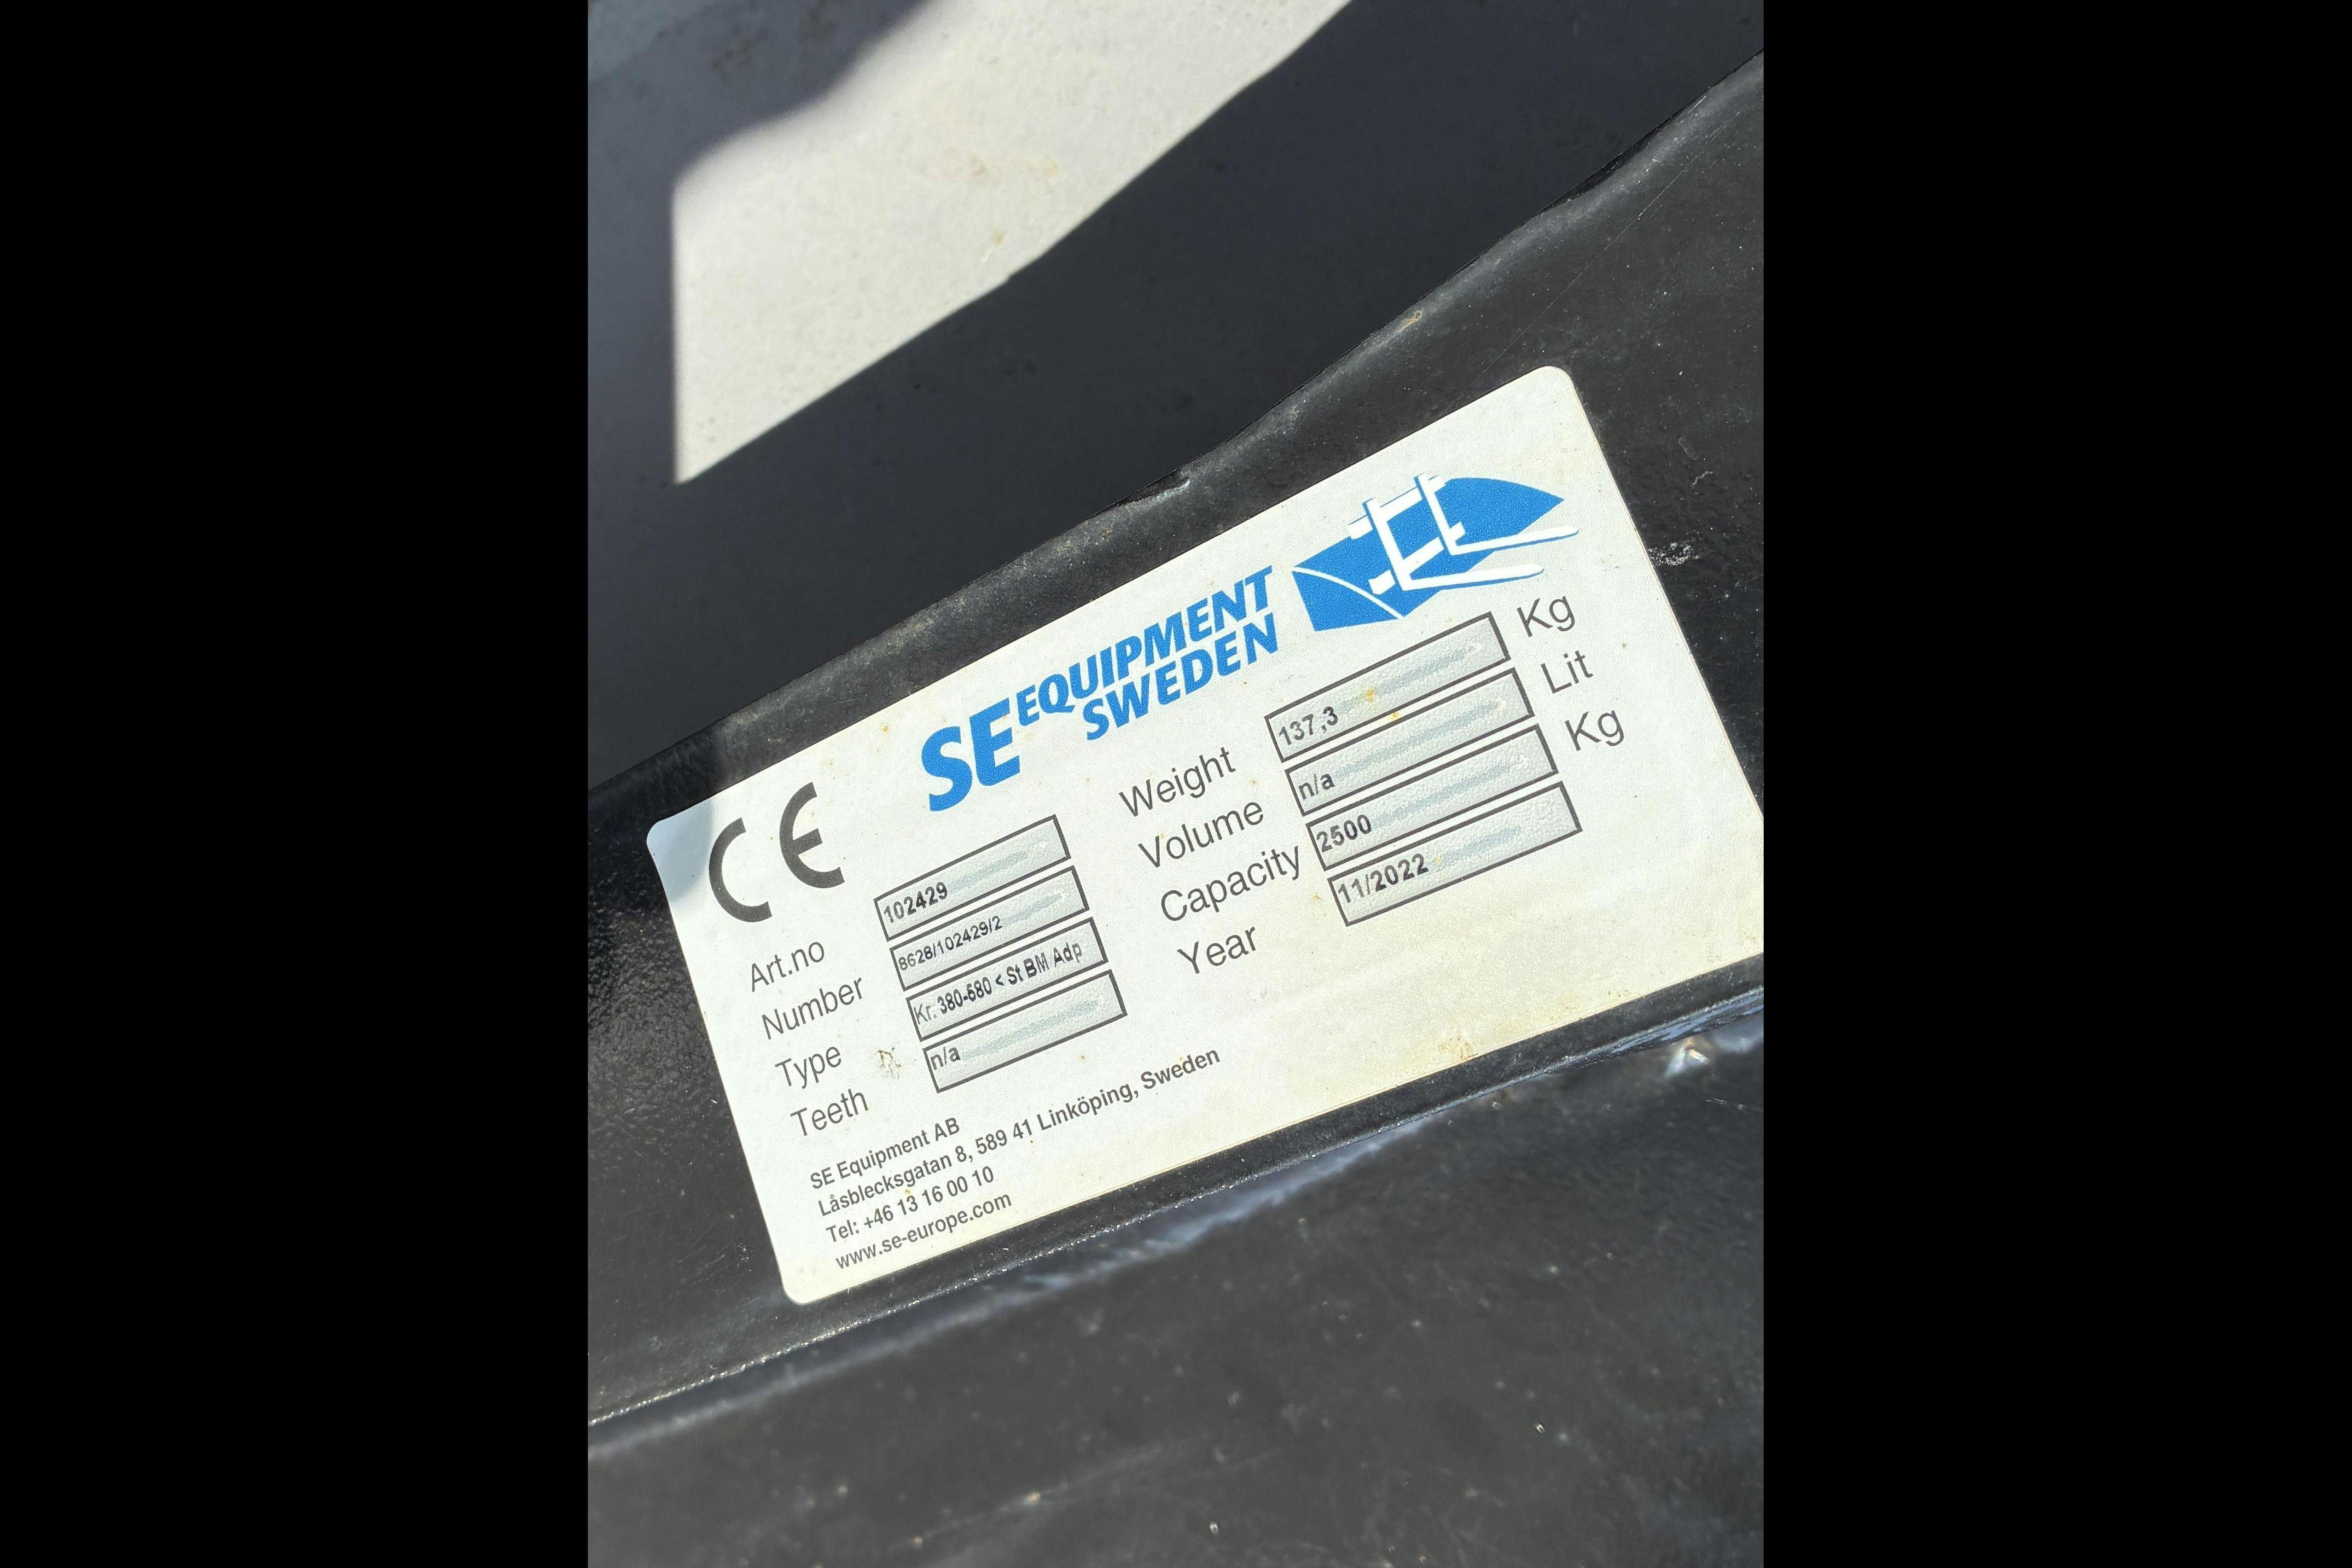 CE
SE EQUIPMENT
SWEDEN
Art.no 102429
Number 8628/102429/2
Type Kr. 380-580 < St BM Adp
Teeth n/a
Weight 137,3 Kg
Volume n/a Lit
Capacity 2500 Kg
Year 11/2022
SE Equipment AB
Låsblecksgatan 8, 589 41 Linköping, Sweden
Tel: +46 13 16 00 10
www.se-europe.com